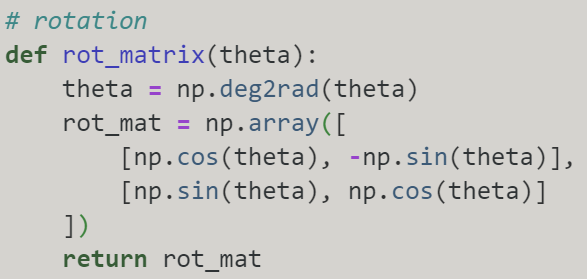 # rotation
def rot_matrix(theta):
    theta = np.deg2rad(theta)
    rot_mat = np.array([
        [np.cos(theta), -np.sin(theta)],
        [np.sin(theta), np.cos(theta)]
    ])
    return rot_mat